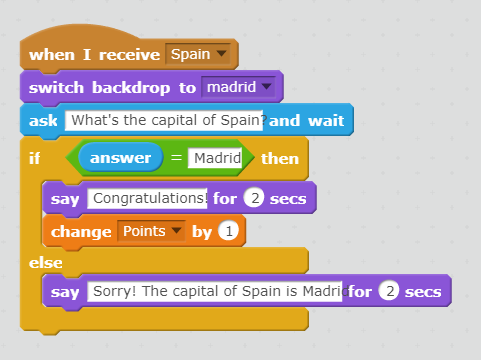 when I receive Spain
switch backdrop to madrid
ask What's the capital of Spain? and wait
if answer = Madrid then
say Congratulations! for 2 secs
change Points by 1
else
say Sorry! The capital of Spain is Madrid for 2 secs